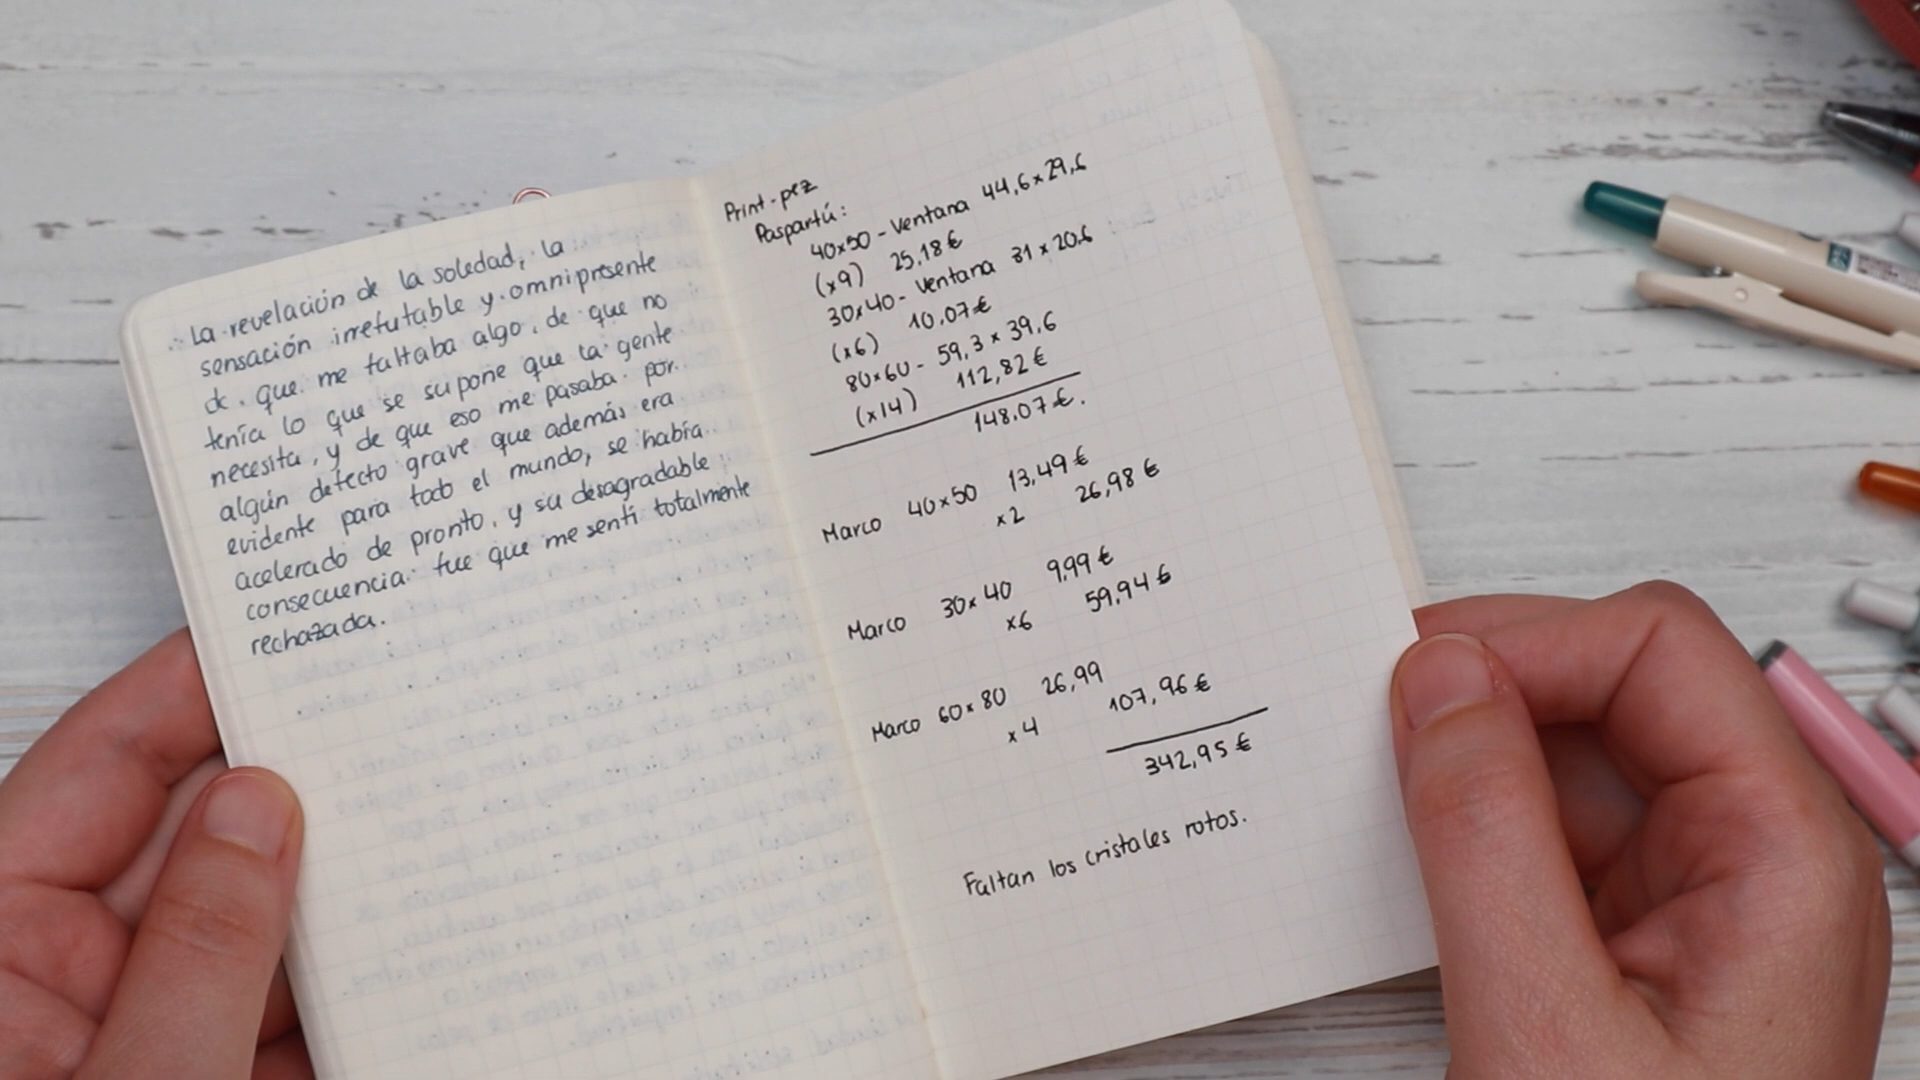 La revelación de la soledad, la
sensación irrefutable y omnipresente
de que me faltaba algo, de que no
tenía lo que se supone que la gente
necesita, y de que eso me pasaba por
algún defecto grave que además era
evidente para todo el mundo, se había
acelerado de pronto, y su desagradable
consecuencia fue que me sentí totalmente
rechazada.
Print-pez
Paspartú:
40x50 - Ventana 44,6x29,6
(x9) 25,18€
30x40 - Ventana 31x20.6
(x6) 10,07€
80x60 - 59,3 x 39,6
(x14) 112,82€
148.07€.
Marco 40x50 13,49€
x2 26,98€
Marco 30x40 9,99€
x6 59,94€
Marco 60x80 26,99
x4 107,96€
342,95€
Faltan los cristales rotos.